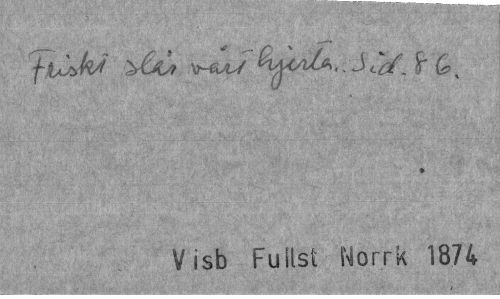 Friskt slår vårt hjerta.. Sid. 86.
Visb Fullst Norrk 1874